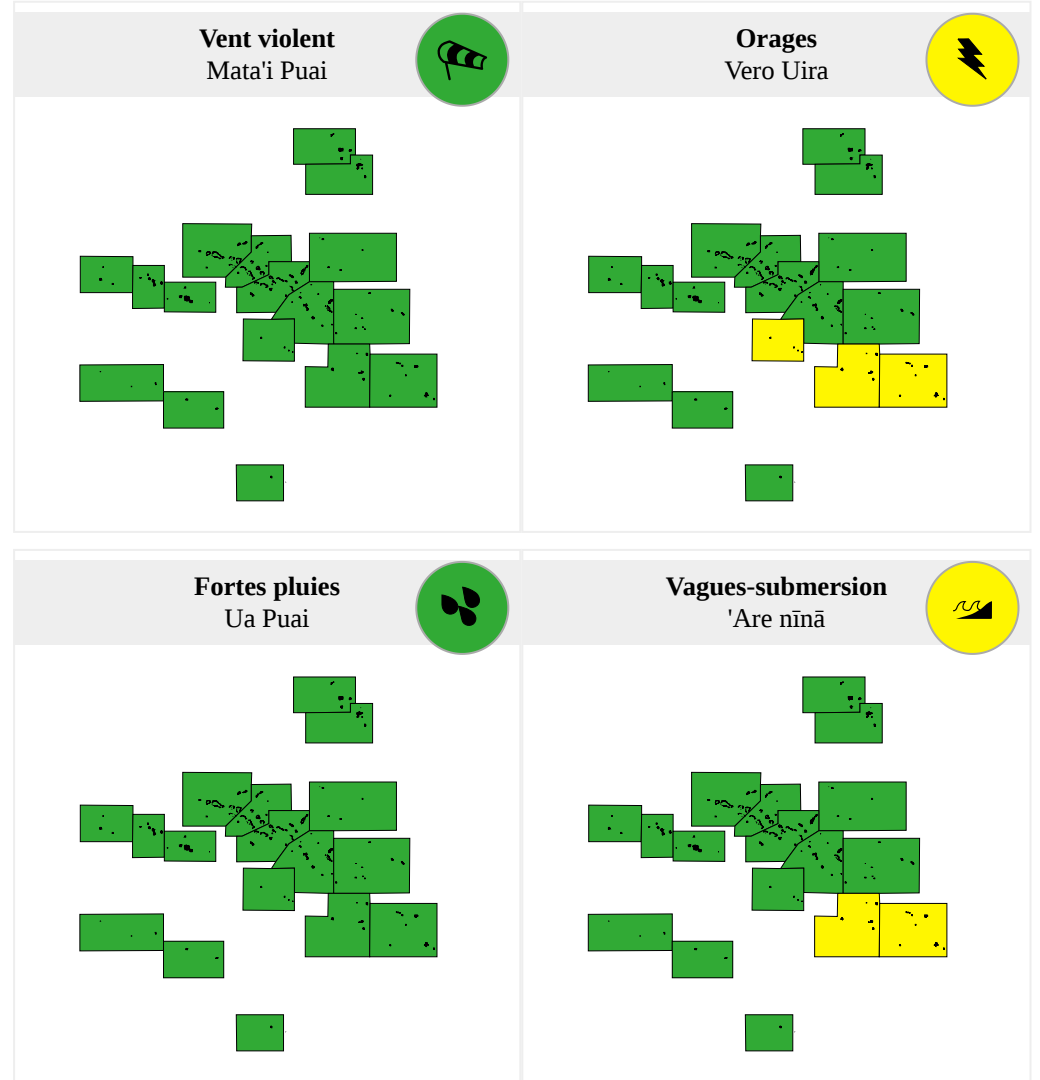 Vent violent
Mata'i Puai
Orages
Vero Uira
Fortes pluies
Ua Puai
Vagues-submersion
'Are nīnā